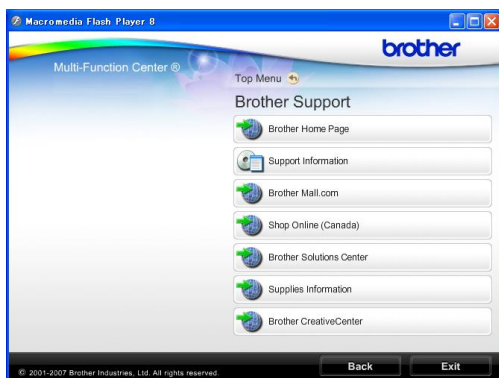 Macromedia Flash Player 8
brother
Multi-Function Center ®
Top Menu
Brother Support
Brother Home Page
Support Information
Brother Mall.com
Shop Online (Canada)
Brother Solutions Center
Supplies Information
Brother CreativeCenter
© 2001-2007 Brother Industries, Ltd. All rights reserved.
Back
Exit